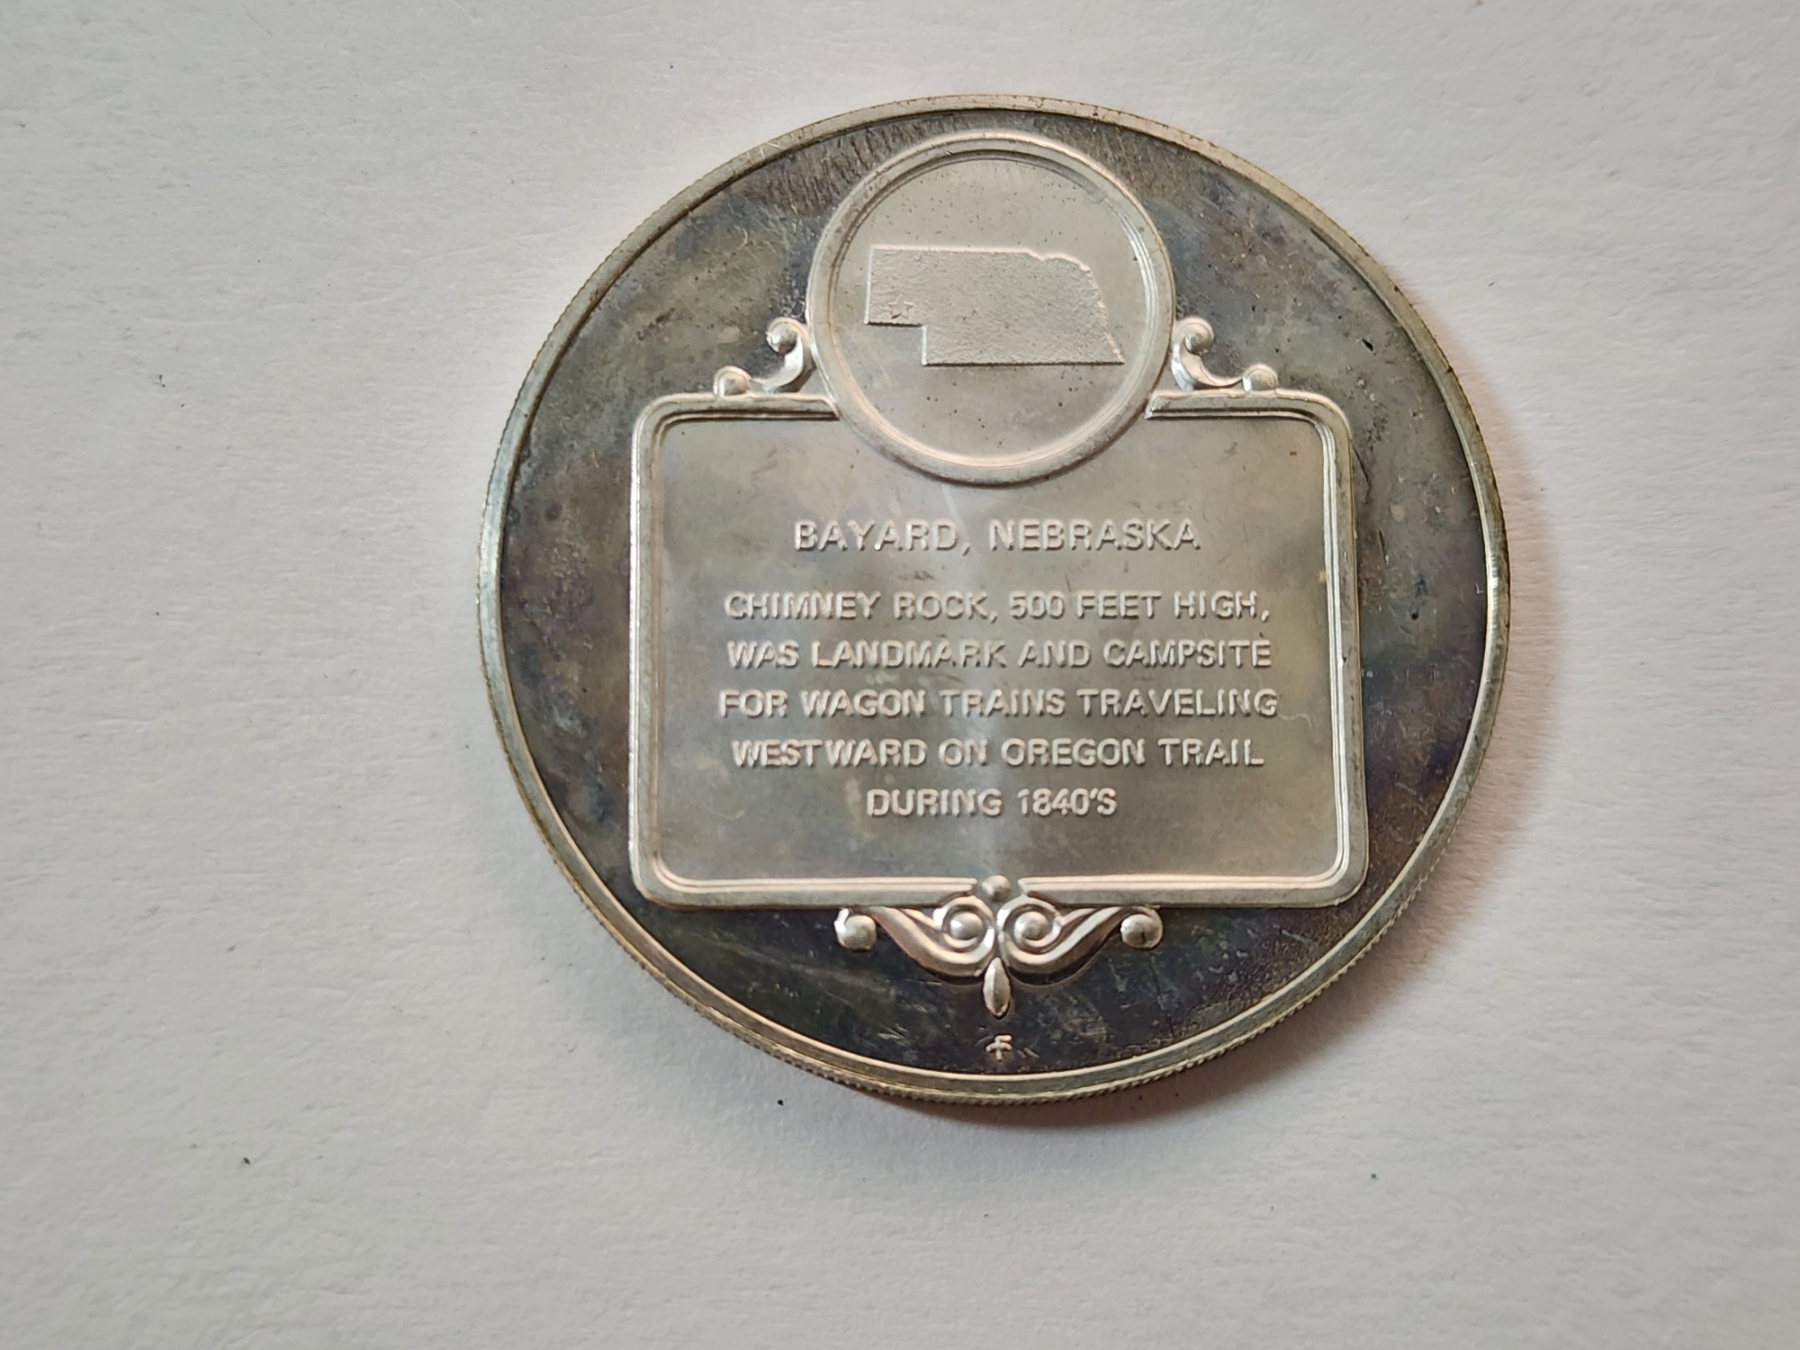 BAYARD, NEBRASKA
CHIMNEY ROCK, 500 FEET HIGH,
WAS LANDMARK AND CAMPSITE
FOR WAGON TRAINS TRAVELING
WESTWARD ON OREGON TRAIL
DURING 1840'S